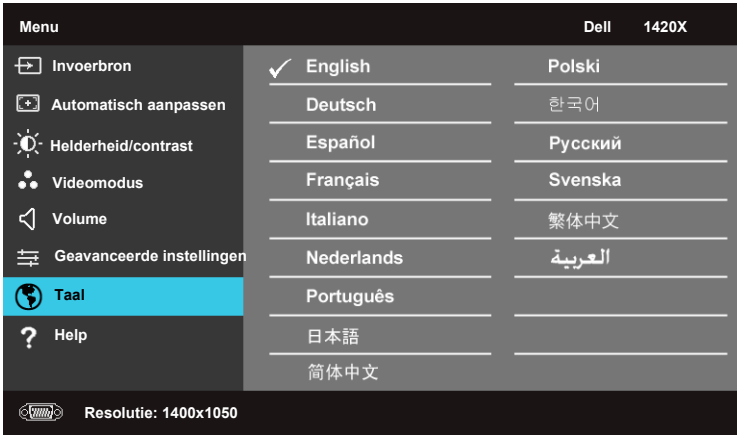 Menu
Dell 1420X
Invoerbron
Automatisch aanpassen
Helderheid/contrast
Videomodus
Volume
Geavanceerde instellingen
Taal
? Help
English
Deutsch
Español
Français
Italiano
Nederlands
Português
日本語
简体中文
Polski
한국어
Русский
Svenska
繁体中文
العربية
Resolutie: 1400x1050